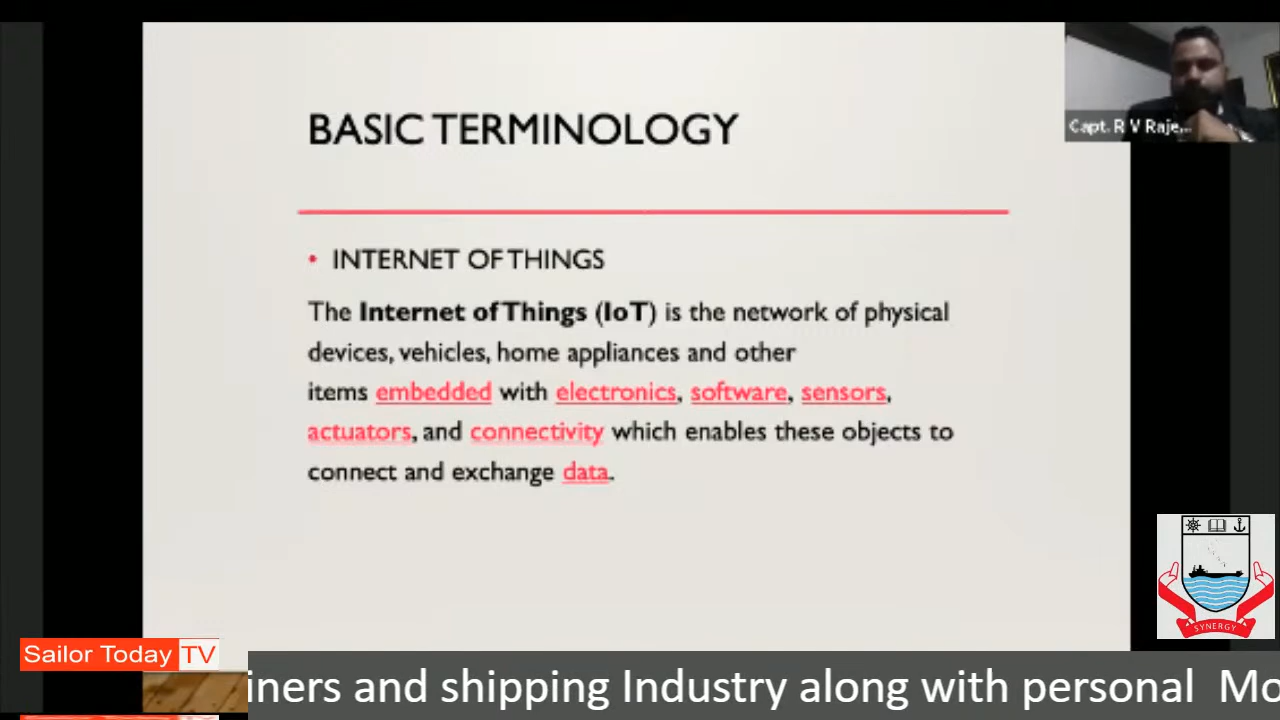 BASIC TERMINOLOGY
Capt. R V Raje...
• INTERNET OF THINGS
The Internet of Things (IoT) is the network of physical
devices, vehicles, home appliances and other
items embedded with electronics, software, sensors,
actuators, and connectivity which enables these objects to
connect and exchange data.
SYNERGY
Sailor Today TV
iners and shipping Industry along with personal Mo